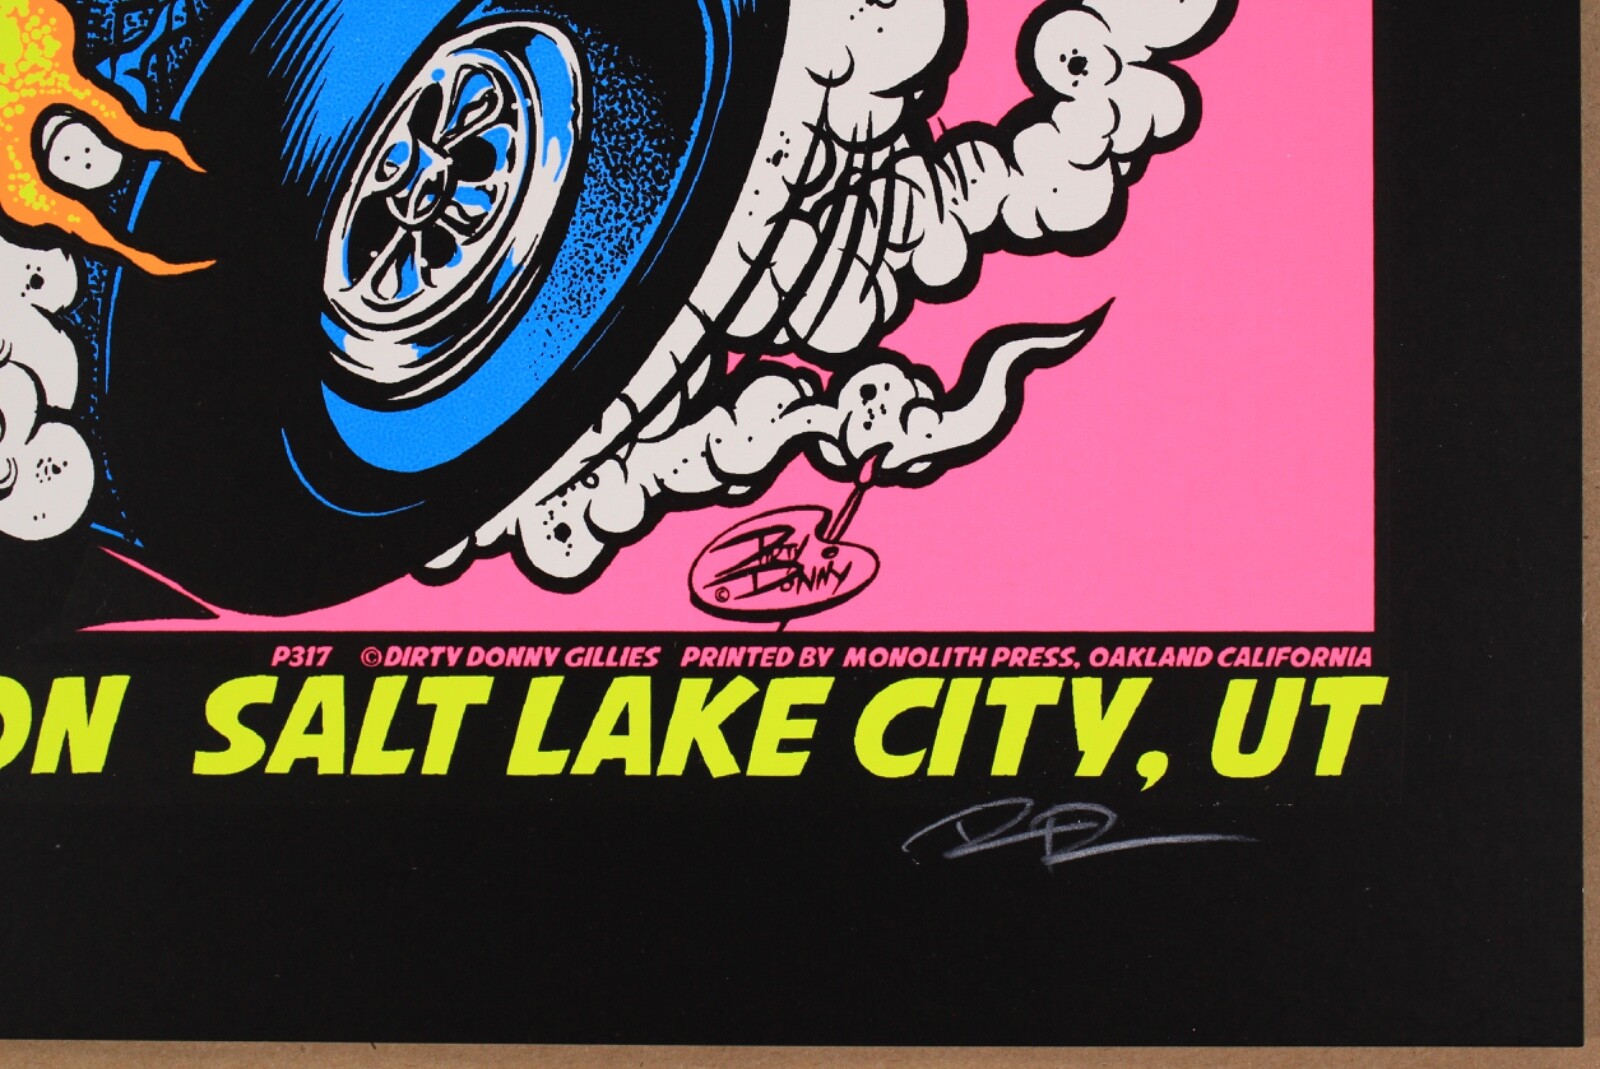 DIRTY
© DONNY
P317 © DIRTY DONNY GILLIES PRINTED BY MONOLITH PRESS, OAKLAND CALIFORNIA
ON SALT LAKE CITY, UT